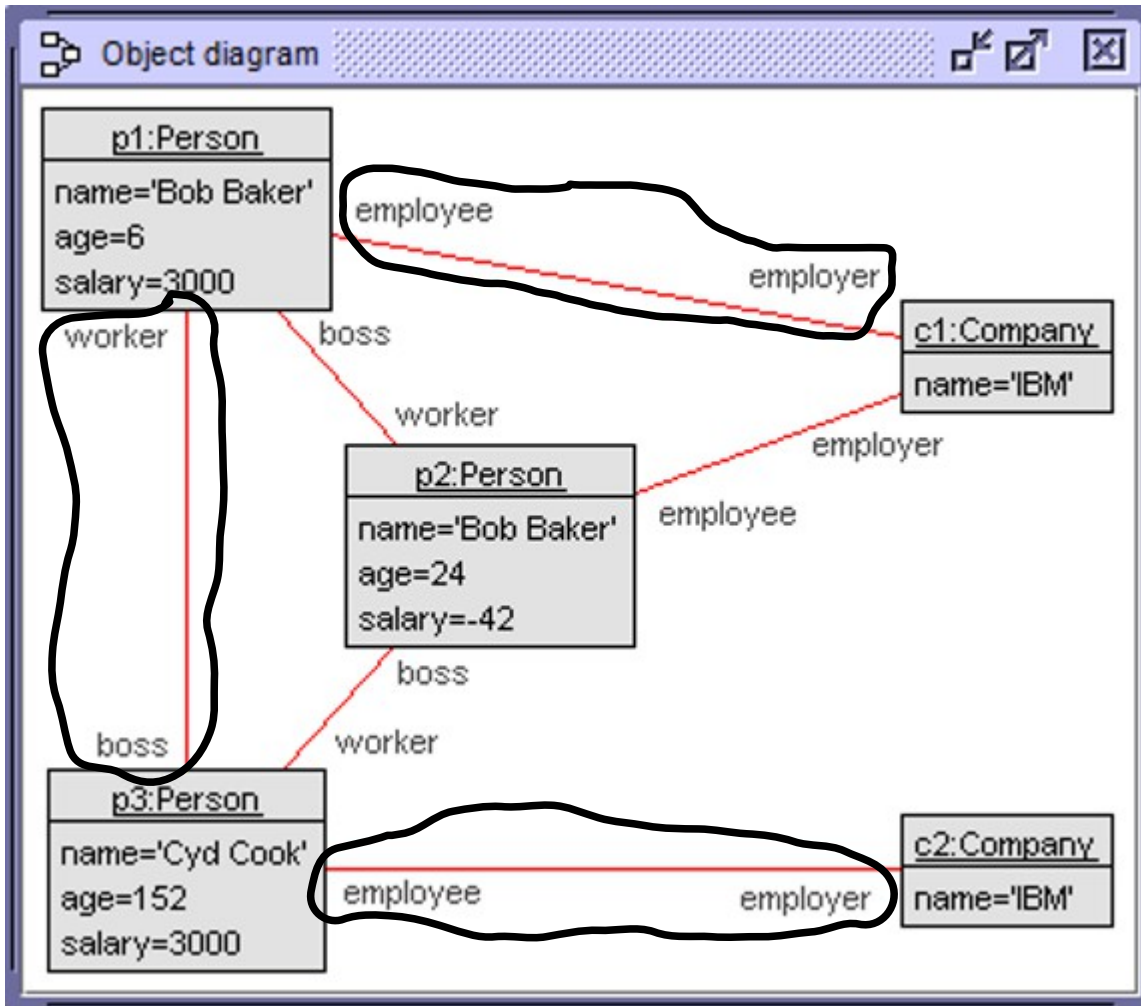 Object diagram
p1:Person
name='Bob Baker'
age=6
salary=3000
employee
employer
worker
boss
worker
c1:Company
name='IBM'
employer
employee
p2:Person
name='Bob Baker'
age=24
salary=-42
boss
worker
boss
p3:Person
name='Cyd Cook'
age=152
salary=3000
employee
employer
c2:Company
name='IBM'